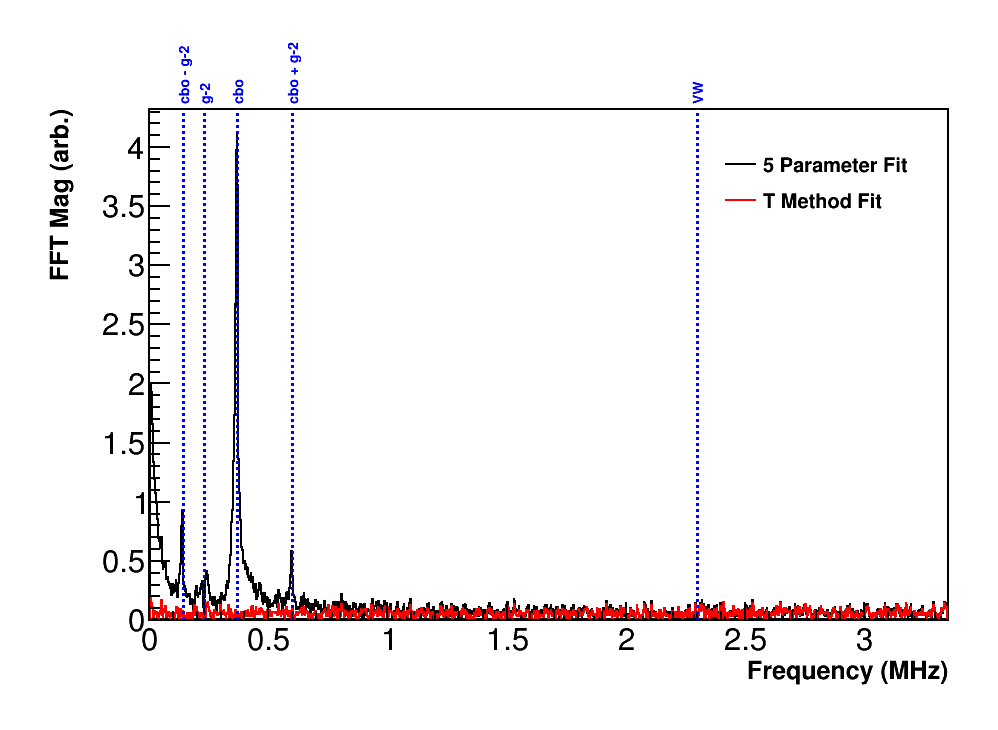 cbo - g-2
g-2
cbo
cbo + g-2
VW
FFT Mag (arb.)
4
3.5
3
2.5
2
1.5
1
0.5
0
5 Parameter Fit
T Method Fit
0 0.5 1 1.5 2 2.5 3
Frequency (MHz)